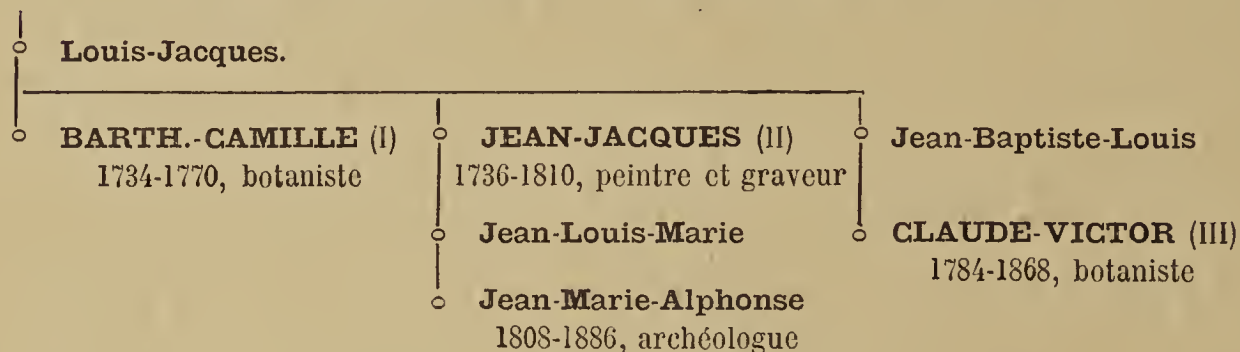 Louis-Jacques.
BARTH.-CAMILLE (I)
1734-1770, botaniste
JEAN-JACQUES (II)
1736-1810, peintre et graveur
Jean-Louis-Marie
Jean-Marie-Alphonse
1808-1886, archéologue
Jean-Baptiste-Louis
CLAUDE-VICTOR (III)
1784-1868, botaniste